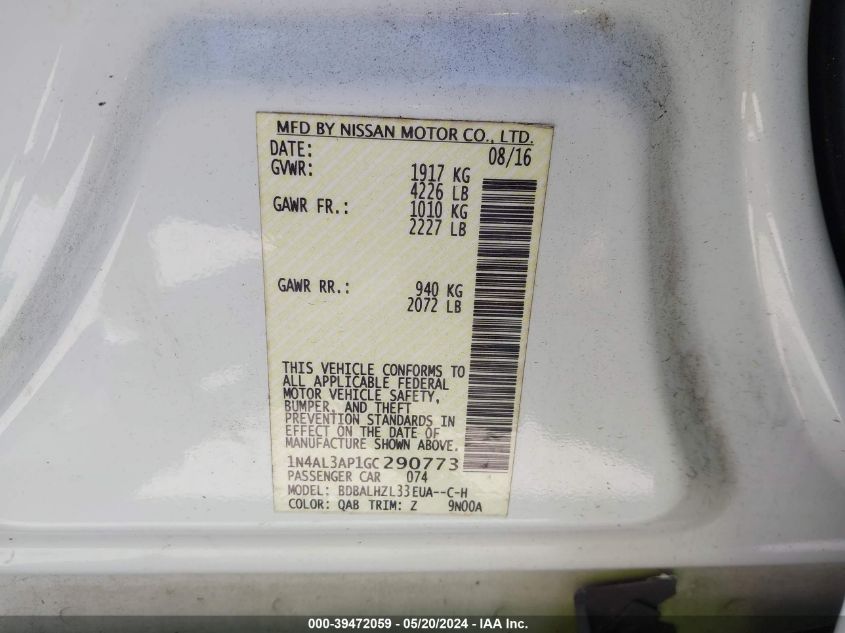 MFD BY NISSAN MOTOR CO., LTD.
DATE: 08/16
GVWR: 1917 KG
4226 LB
GAWR FR.: 1010 KG
2227 LB
GAWR RR.: 940 KG
2072 LB
THIS VEHICLE CONFORMS TO
ALL APPLICABLE FEDERAL
MOTOR VEHICLE SAFETY,
BUMPER, AND THEFT
PREVENTION STANDARDS IN
EFFECT ON THE DATE OF
MANUFACTURE SHOWN ABOVE.
1N4AL3AP1GC290773
PASSENGER CAR 074
MODEL: BDBALHZL33EUA--C-H
COLOR: QAB TRIM: Z 9N00A
000-39472059 - 05/20/2024 - IAA Inc.